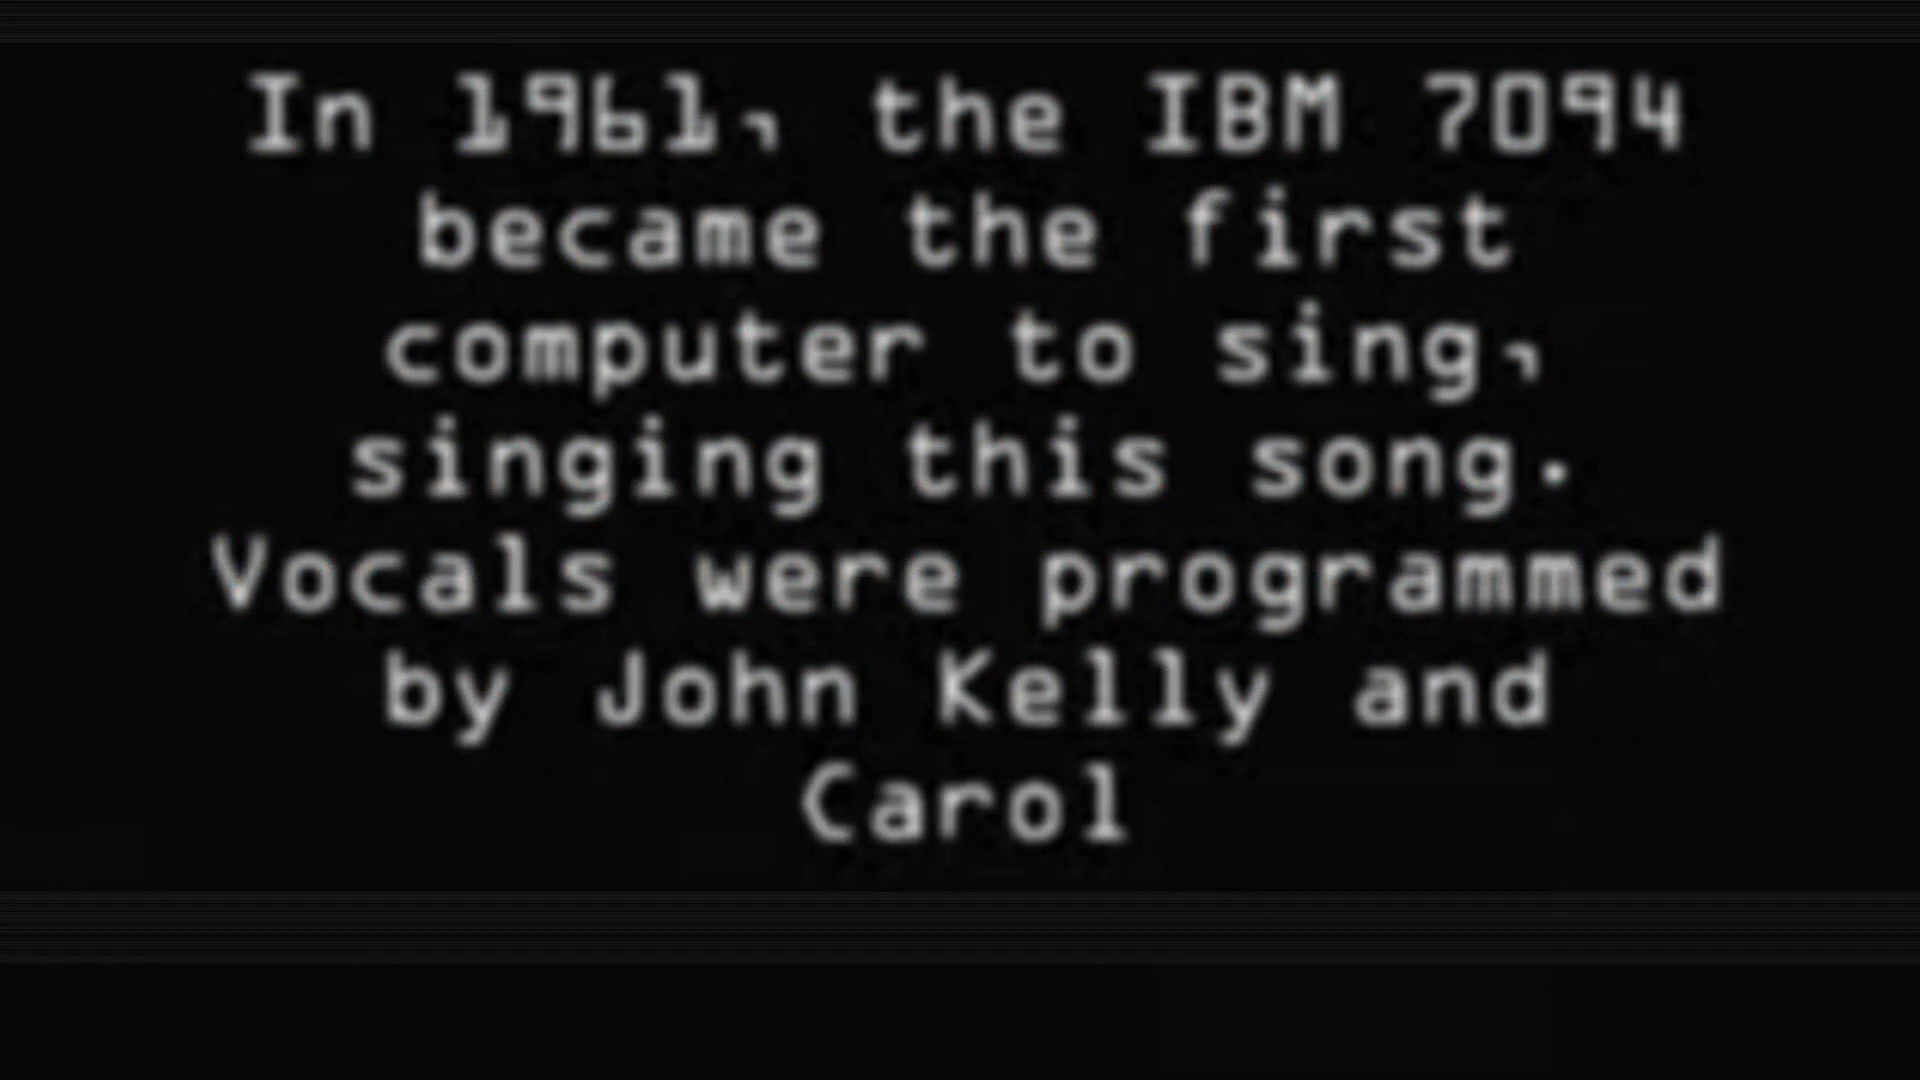 In 1961, the IBM 7094
became the first
computer to sing,
singing this song.
Vocals were programmed
by John Kelly and
Carol